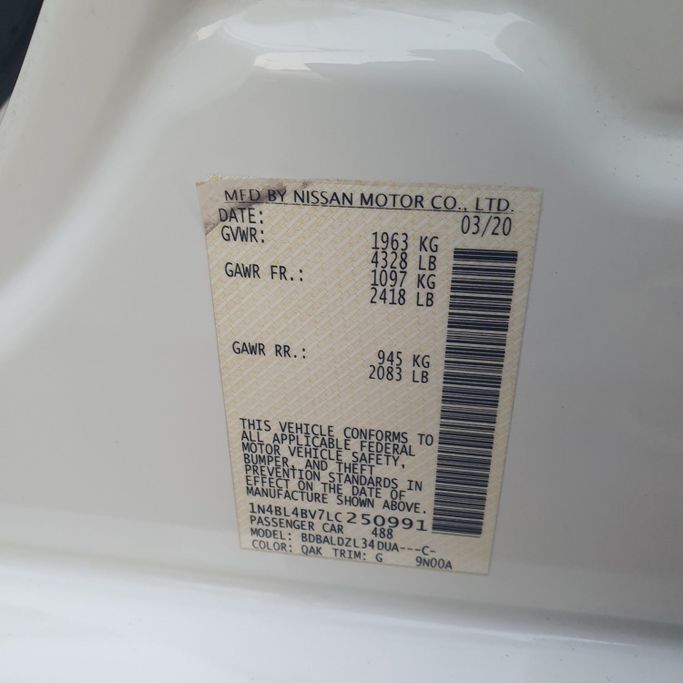 MFD BY NISSAN MOTOR CO., LTD.
DATE: 03/20
GVWR: 1963 KG
4328 LB
GAWR FR.: 1097 KG
2418 LB
GAWR RR.: 945 KG
2083 LB
THIS VEHICLE CONFORMS TO
ALL APPLICABLE FEDERAL
MOTOR VEHICLE SAFETY,
BUMPER, AND THEFT
PREVENTION STANDARDS IN
EFFECT ON THE DATE OF
MANUFACTURE SHOWN ABOVE.
1N4BL4BV7LC250991
PASSENGER CAR 488
MODEL: BDBALDZL34DUA---C-
COLOR: QAK TRIM: G 9N00A